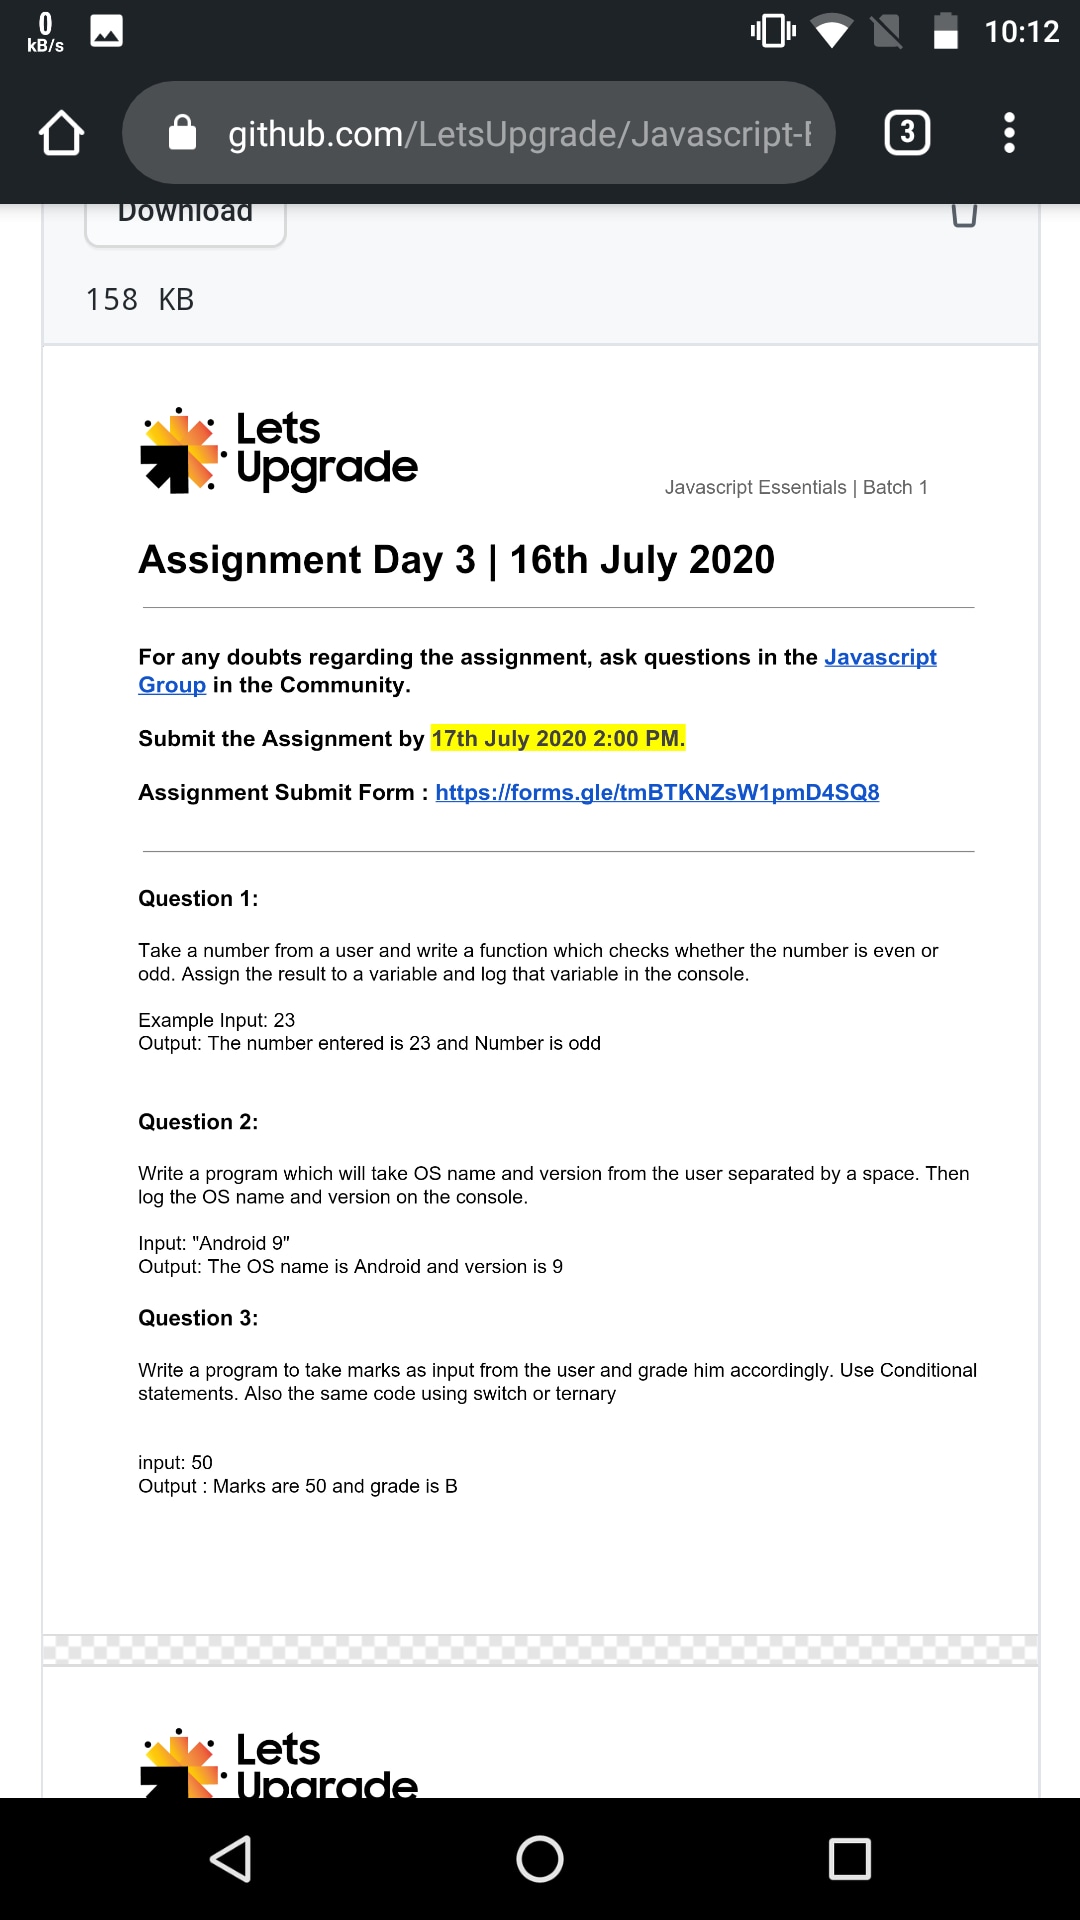 0
kB/s
10:12
github.com/LetsUpgrade/Javascript-E
3
Download
158 KB
Lets
Upgrade
Javascript Essentials | Batch 1
Assignment Day 3 | 16th July 2020
For any doubts regarding the assignment, ask questions in the Javascript
Group in the Community.
Submit the Assignment by 17th July 2020 2:00 PM.
Assignment Submit Form : https://forms.gle/tmBTKNZsW1pmD4SQ8
Question 1:
Take a number from a user and write a function which checks whether the number is even or
odd. Assign the result to a variable and log that variable in the console.
Example Input: 23
Output: The number entered is 23 and Number is odd
Question 2:
Write a program which will take OS name and version from the user separated by a space. Then
log the OS name and version on the console.
Input: "Android 9"
Output: The OS name is Android and version is 9
Question 3:
Write a program to take marks as input from the user and grade him accordingly. Use Conditional
statements. Also the same code using switch or ternary
input: 50
Output : Marks are 50 and grade is B
Lets
Upgrade